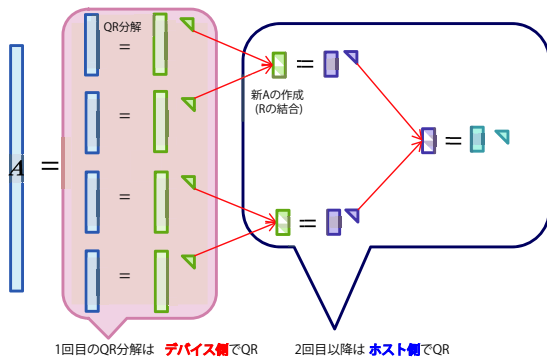 QR分解
=
=
新Aの作成
(Rの結合)
=
A =
=
=
=
=
1回目のQR分解は デバイス側でQR
2回目以降は ホスト側でQR